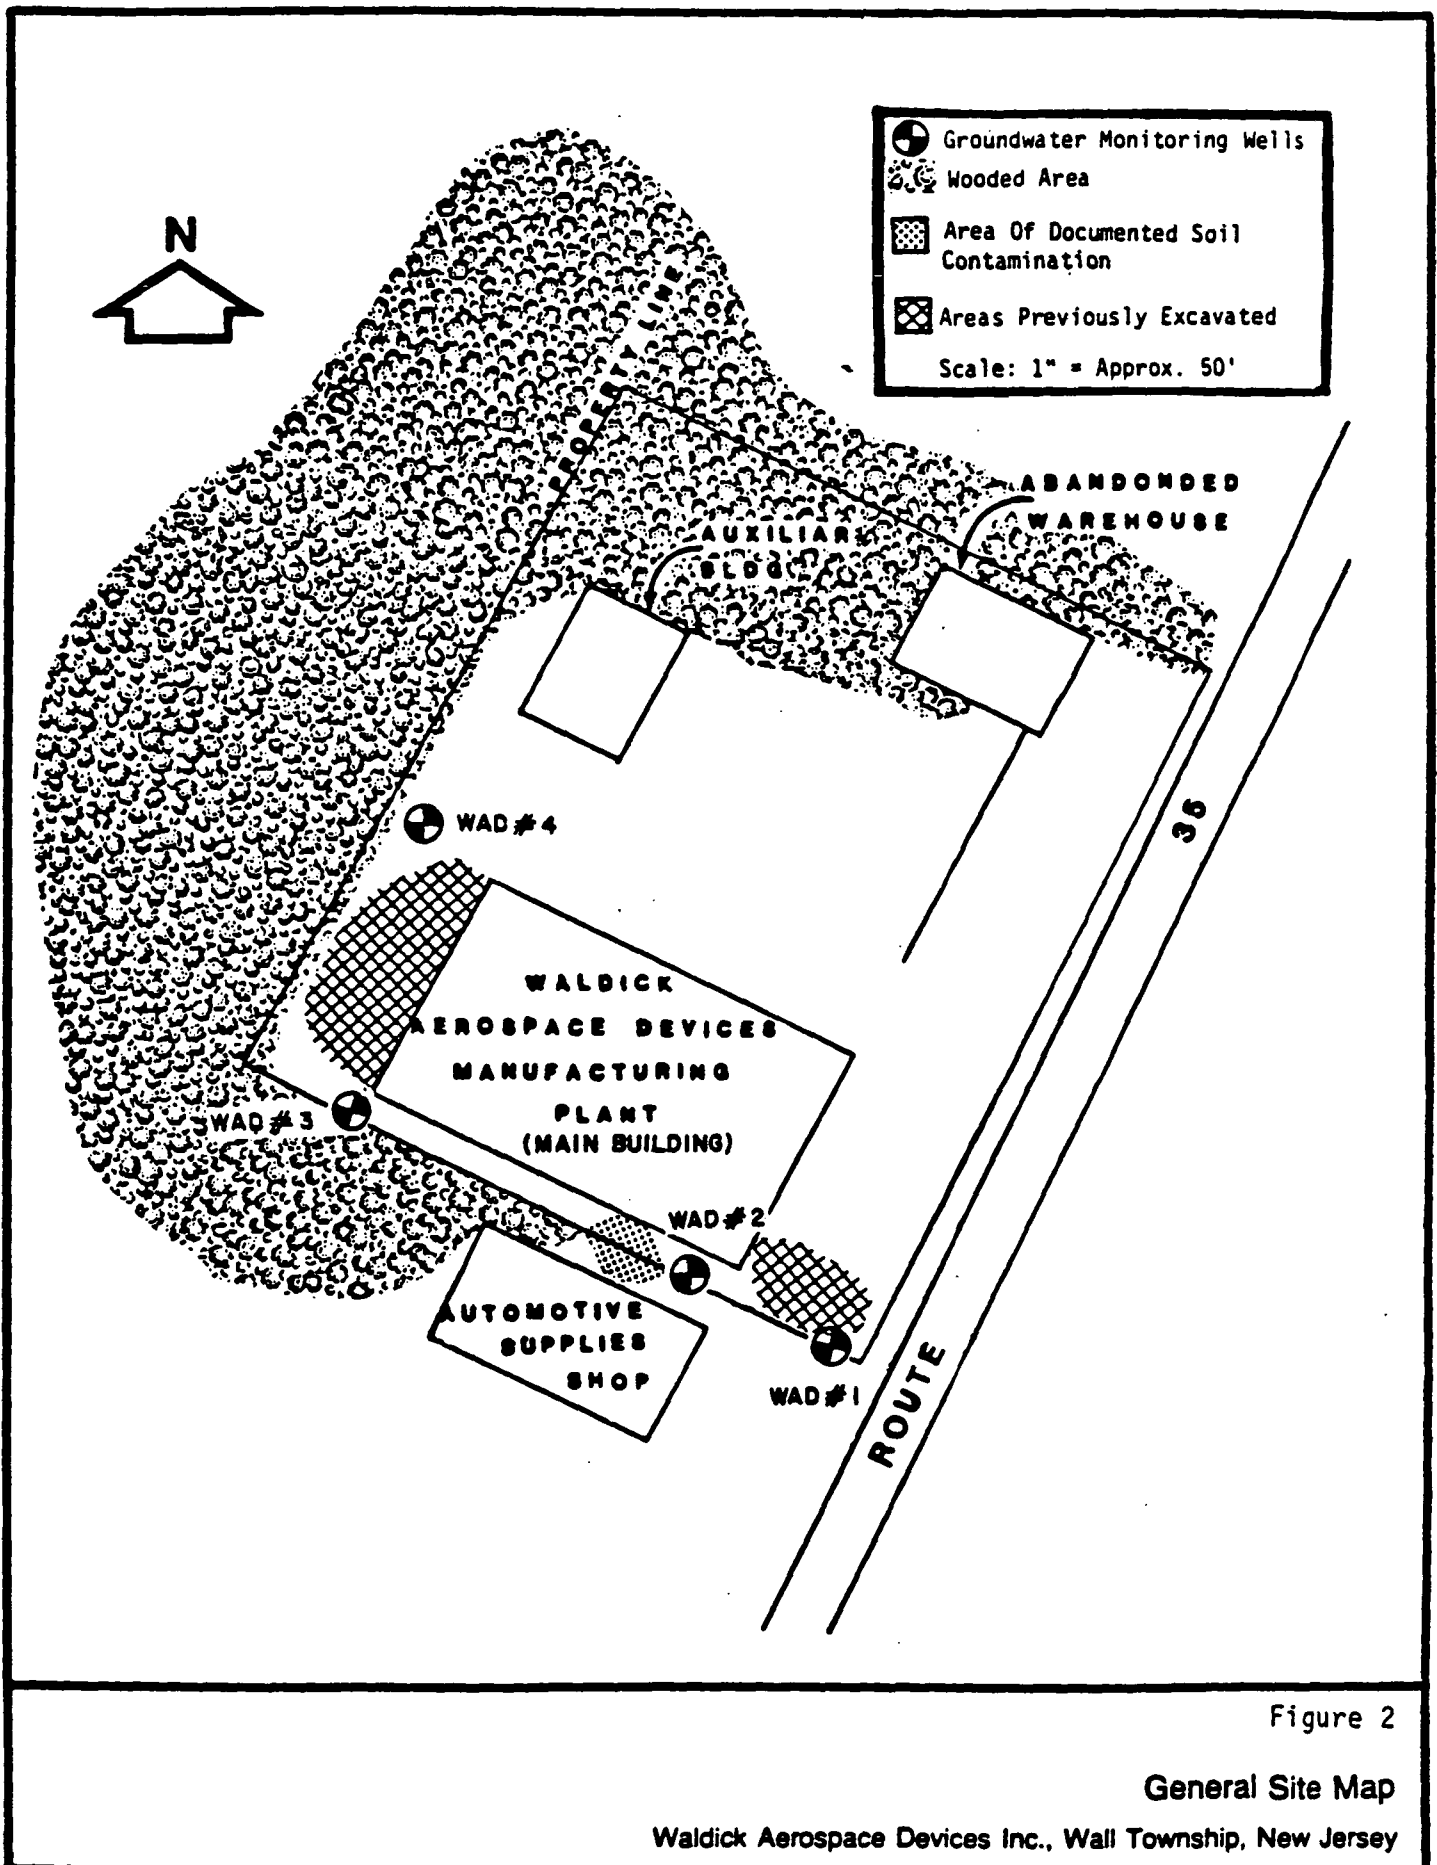 Groundwater Monitoring Wells
Wooded Area
Area Of Documented Soil
Contamination
Areas Previously Excavated
Scale: 1" = Approx. 50'
N
PROPERTY LINE
ABANDONDED
WAREHOUSE
AUXILIARY
BLDG.
WAD #4
36
WALDICK
AEROSPACE DEVICES
MANUFACTURING
PLANT
(MAIN BUILDING)
WAD #3
WAD #2
AUTOMOTIVE
SUPPLIES
SHOP
WAD #1
ROUTE
Figure 2
General Site Map
Waldick Aerospace Devices Inc., Wall Township, New Jersey